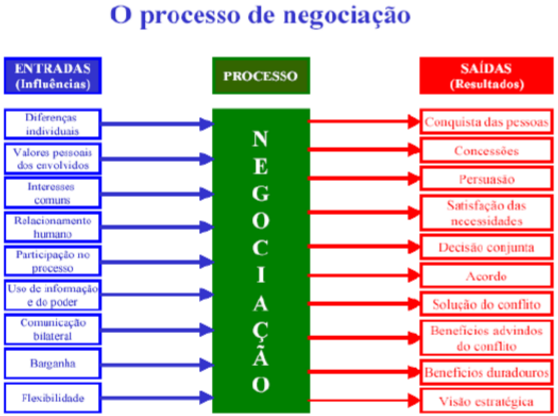 O processo de negociação
ENTRADAS
(Influências)
PROCESSO
SAÍDAS
(Resultados)
Diferenças
individuais
Valores pessoais
dos envolvidos
Interesses
comuns
Relacionamento
humano
Participação no
processo
Uso de informação
e do poder
Comunicação
bilateral
Barganha
Flexibilidade
NEGOCIAÇÃO
Conquista das pessoas
Concessões
Persuasão
Satisfação das
necessidades
Decisão conjunta
Acordo
Solução do conflito
Benefícios advindos
do conflito
Benefícios duradouros
Visão estratégica